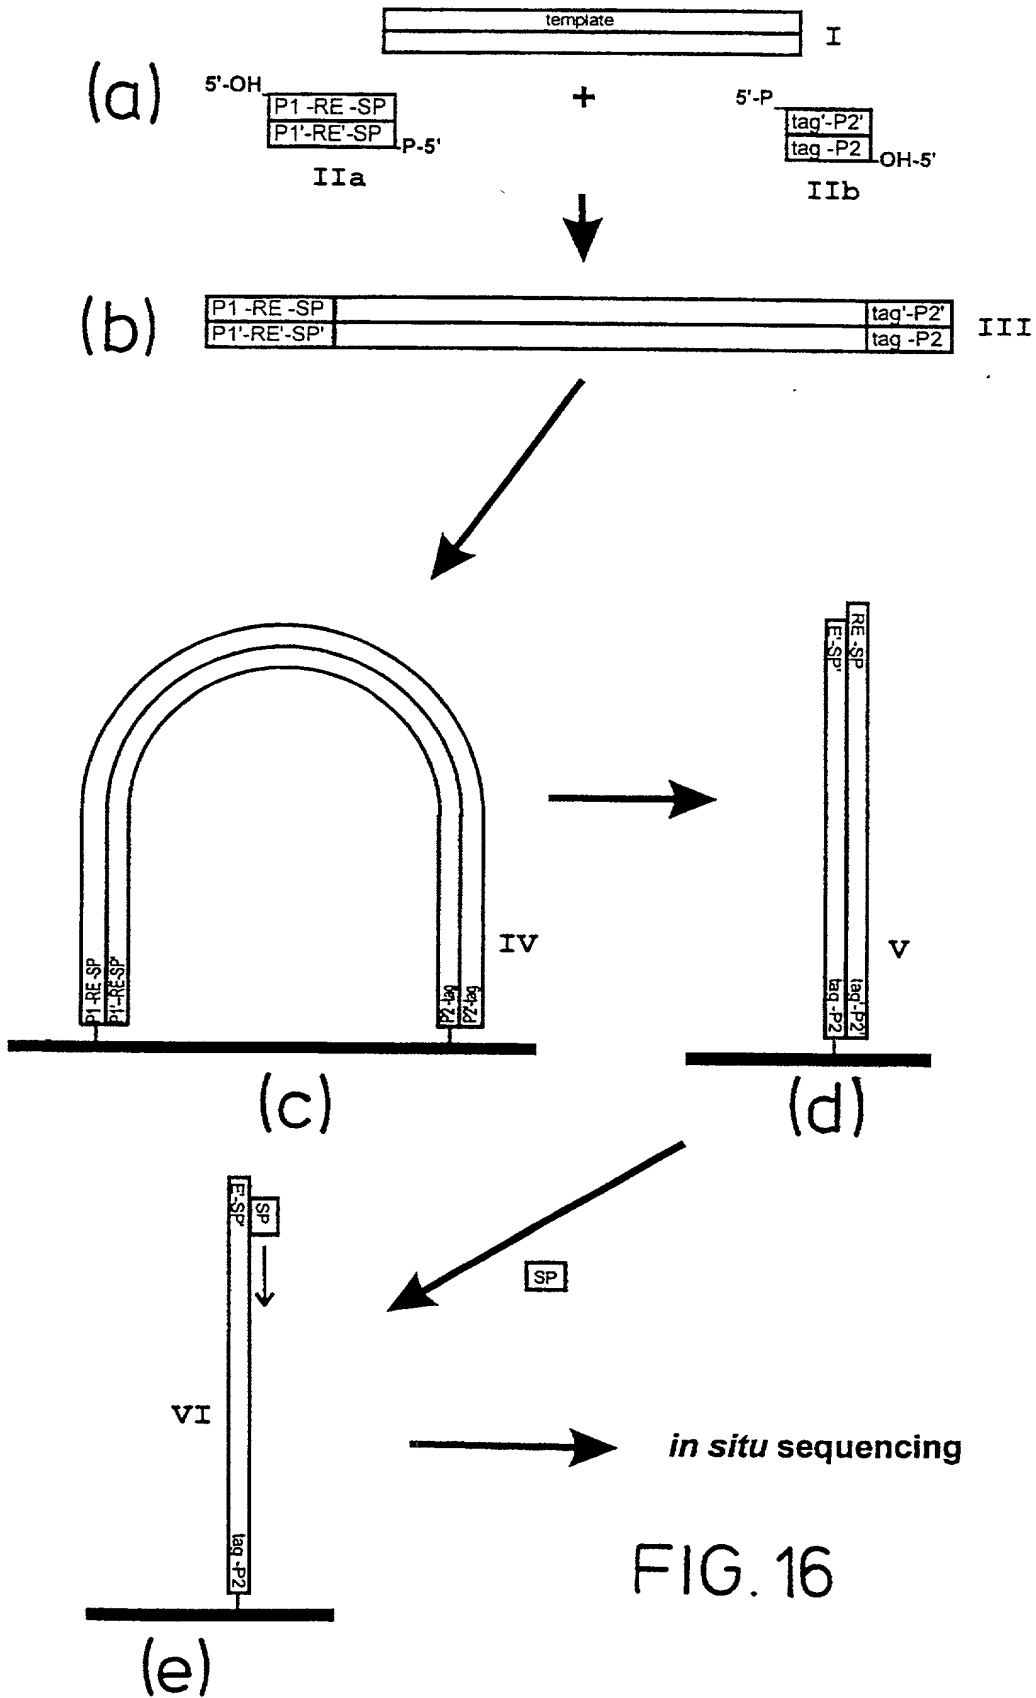 template
I
(a)
5'-OH
P1 -RE -SP
P1'-RE'-SP
P-5'
IIa
+
5'-P
tag'-P2'
tag -P2
OH-5'
IIb
(b)
P1 -RE -SP
P1'-RE'-SP'
tag'-P2'
tag -P2
III
P1 -RE -SP
P1'-RE-SP'
P2-tag
P2'-tag
IV
(c)
E'-SP'
RE -SP
tag -P2
tag'-P2'
V
(d)
E'-SP'
SP
SP
tag -P2
VI
in situ sequencing
(e)
FIG. 16